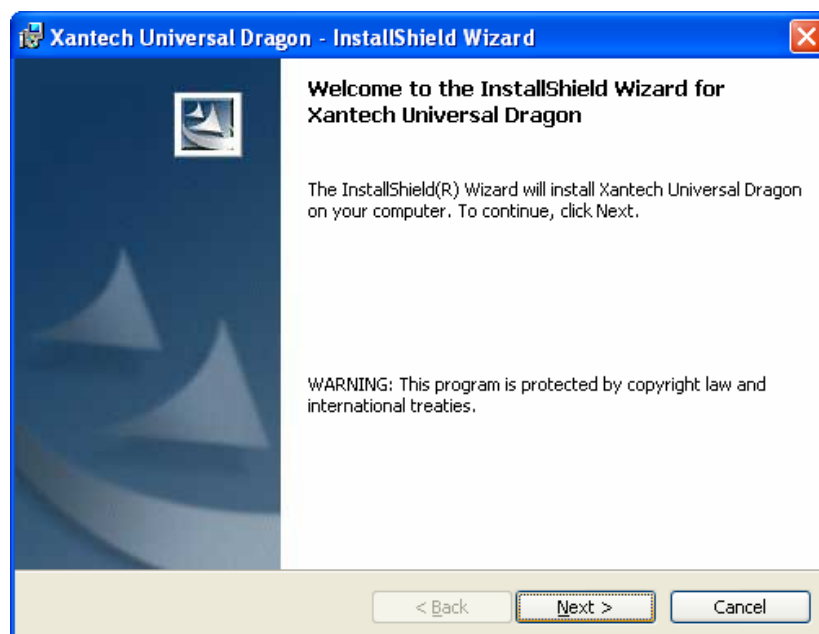 Xantech Universal Dragon - InstallShield Wizard
Welcome to the InstallShield Wizard for
Xantech Universal Dragon
The InstallShield(R) Wizard will install Xantech Universal Dragon
on your computer. To continue, click Next.
WARNING: This program is protected by copyright law and
international treaties.
< Back
Next >
Cancel